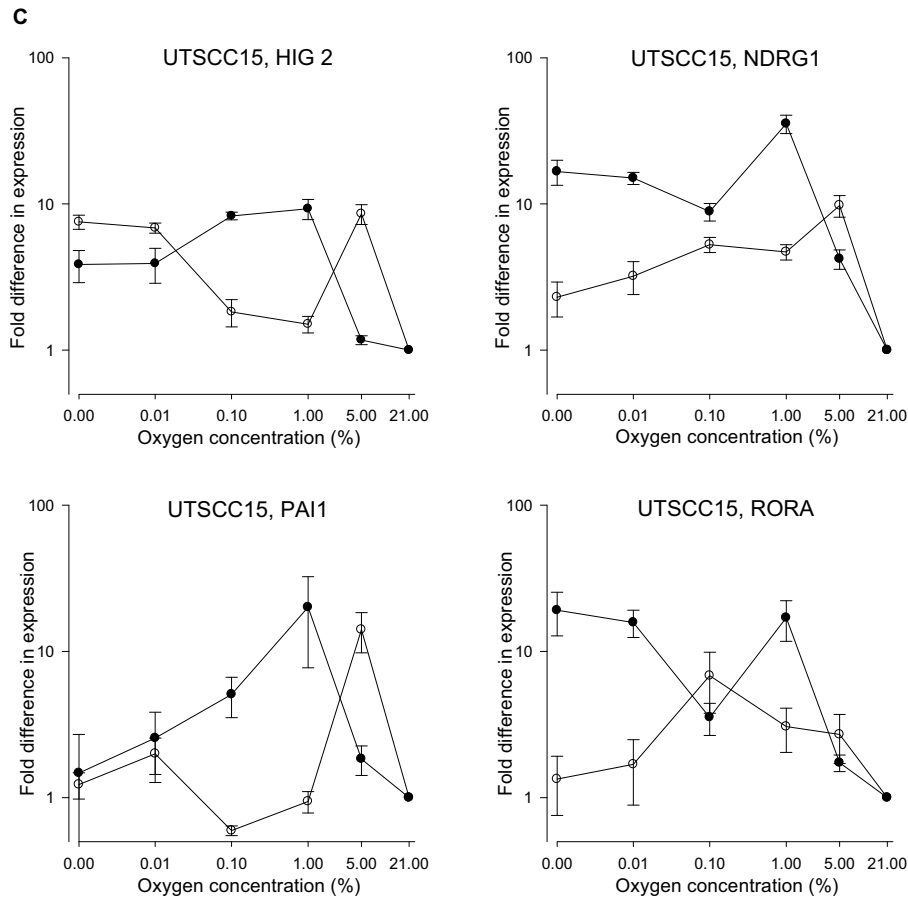 C
UTSCC15, HIG 2
Fold difference in expression
100
10
1
0.00 0.01 0.10 1.00 5.00 21.00
Oxygen concentration (%)
UTSCC15, NDRG1
Fold difference in expression
100
10
1
0.00 0.01 0.10 1.00 5.00 21.00
Oxygen concentration (%)
UTSCC15, PAI1
Fold difference in expression
100
10
1
0.00 0.01 0.10 1.00 5.00 21.00
Oxygen concentration (%)
UTSCC15, RORA
Fold difference in expression
100
10
1
0.00 0.01 0.10 1.00 5.00 21.00
Oxygen concentration (%)